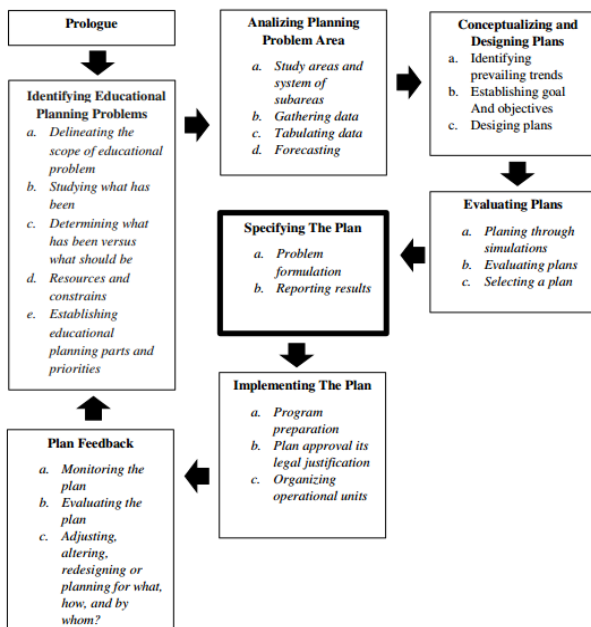 Prologue
Identifying Educational
Planning Problems
a. Delineating the
scope of educational
problem
b. Studying what has
been
c. Determining what
has been versus
what should be
d. Resources and
constrains
e. Establishing
educational
planning parts and
priorities
Analizing Planning
Problem Area
a. Study areas and
system of
subareas
b. Gathering data
c. Tabulating data
d. Forecasting
Conceptualizing and
Designing Plans
a. Identifying
prevailing trends
b. Establishing goal
And objectives
c. Desiging plans
Evaluating Plans
a. Planing through
simulations
b. Evaluating plans
c. Selecting a plan
Specifying The Plan
a. Problem
formulation
b. Reporting results
Implementing The Plan
a. Program
preparation
b. Plan approval its
legal justification
c. Organizing
operational units
Plan Feedback
a. Monitoring the
plan
b. Evaluating the
plan
c. Adjusting,
altering,
redesigning or
planning for what,
how, and by
whom?